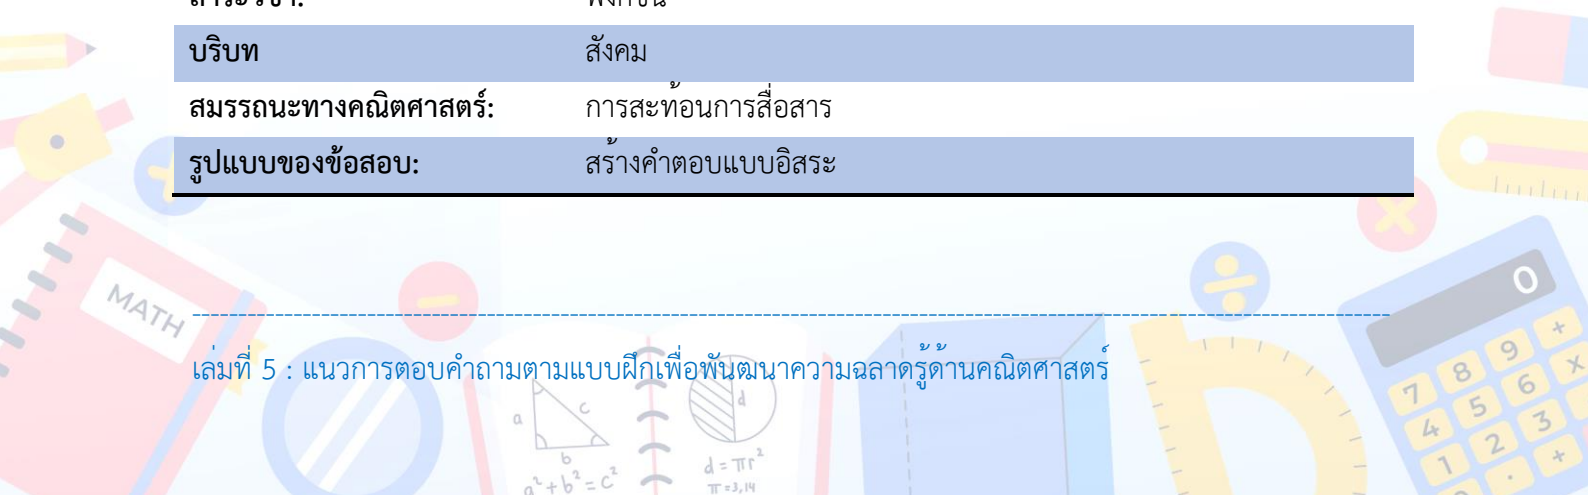 บริบท สังคม
สมรรถนะทางคณิตศาสตร์: การสะท้อนการสื่อสาร
รูปแบบของข้อสอบ: สร้างคำตอบแบบอิสระ
MATH
0
เล่มที่ 5 : แนวการตอบคำถามตามแบบฝึกเพื่อพัฒนาความฉลาดรู้ด้านคณิตศาสตร์
a c d
b
a²+b²=c²
d=πr²
π=3,14
7 8 9 +
4 5 6 x
1 2 3
. +